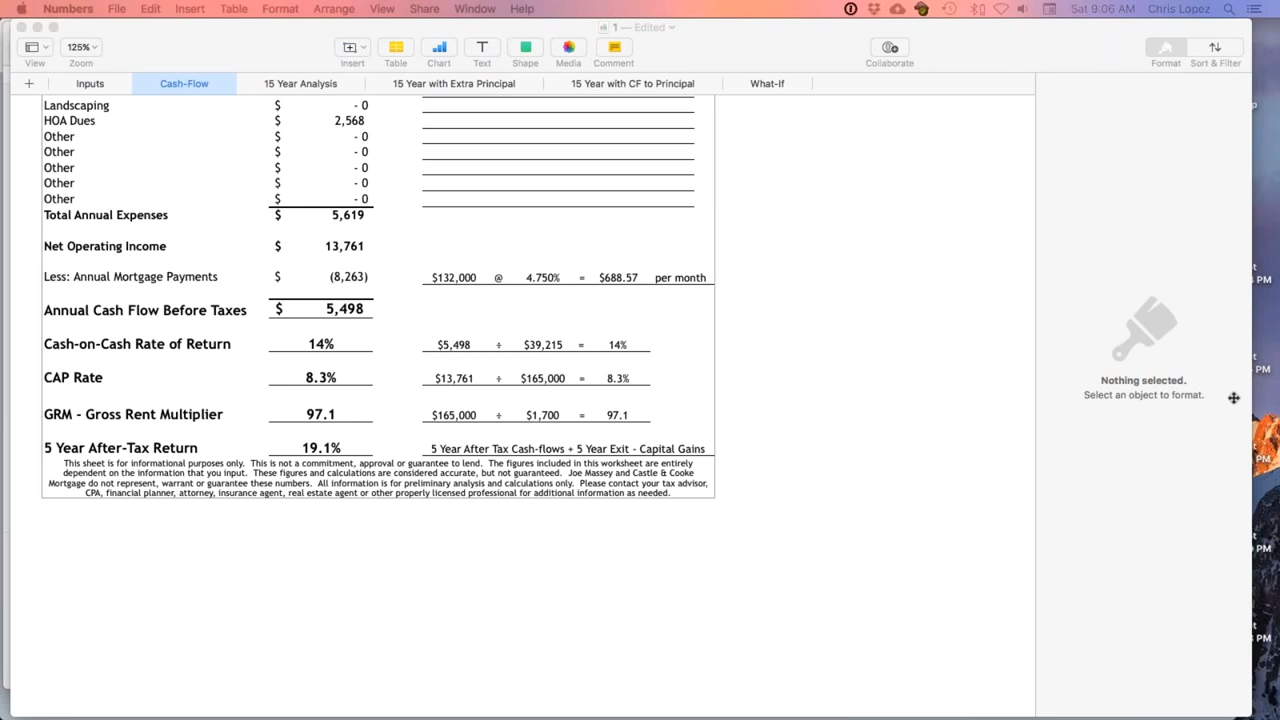 Numbers File Edit Insert Table Format Arrange View Share Window Help Sat 9:06 AM Chris Lopez
1 — Edited
125%
View Zoom Insert Table Chart Text Shape Media Comment Collaborate Format Sort & Filter
Inputs Cash-Flow 15 Year Analysis 15 Year with Extra Principal 15 Year with CF to Principal What-If
Landscaping $ - 0
HOA Dues $ 2,568
Other $ - 0
Other $ - 0
Other $ - 0
Other $ - 0
Other $ - 0
Total Annual Expenses $ 5,619
Net Operating Income $ 13,761
Less: Annual Mortgage Payments $ (8,263) $132,000 @ 4.750% = $688.57 per month
Annual Cash Flow Before Taxes $ 5,498
Cash-on-Cash Rate of Return 14% $5,498 ÷ $39,215 = 14%
CAP Rate 8.3% $13,761 ÷ $165,000 = 8.3%
GRM - Gross Rent Multiplier 97.1 $165,000 ÷ $1,700 = 97.1
5 Year After-Tax Return 19.1% 5 Year After Tax Cash-flows + 5 Year Exit - Capital Gains
This sheet is for informational purposes only. This is not a commitment, approval or guarantee to lend. The figures included in this worksheet are entirely
dependent on the information that you input. These figures and calculations are considered accurate, but not guaranteed. Joe Massey and Castle & Cooke
Mortgage do not represent, warrant or guarantee these numbers. All information is for preliminary analysis and calculations only. Please contact your tax advisor,
CPA, financial planner, attorney, insurance agent, real estate agent or other properly licensed professional for additional information as needed.
Nothing selected.
Select an object to format.
PM
PM
PM
PM
PM